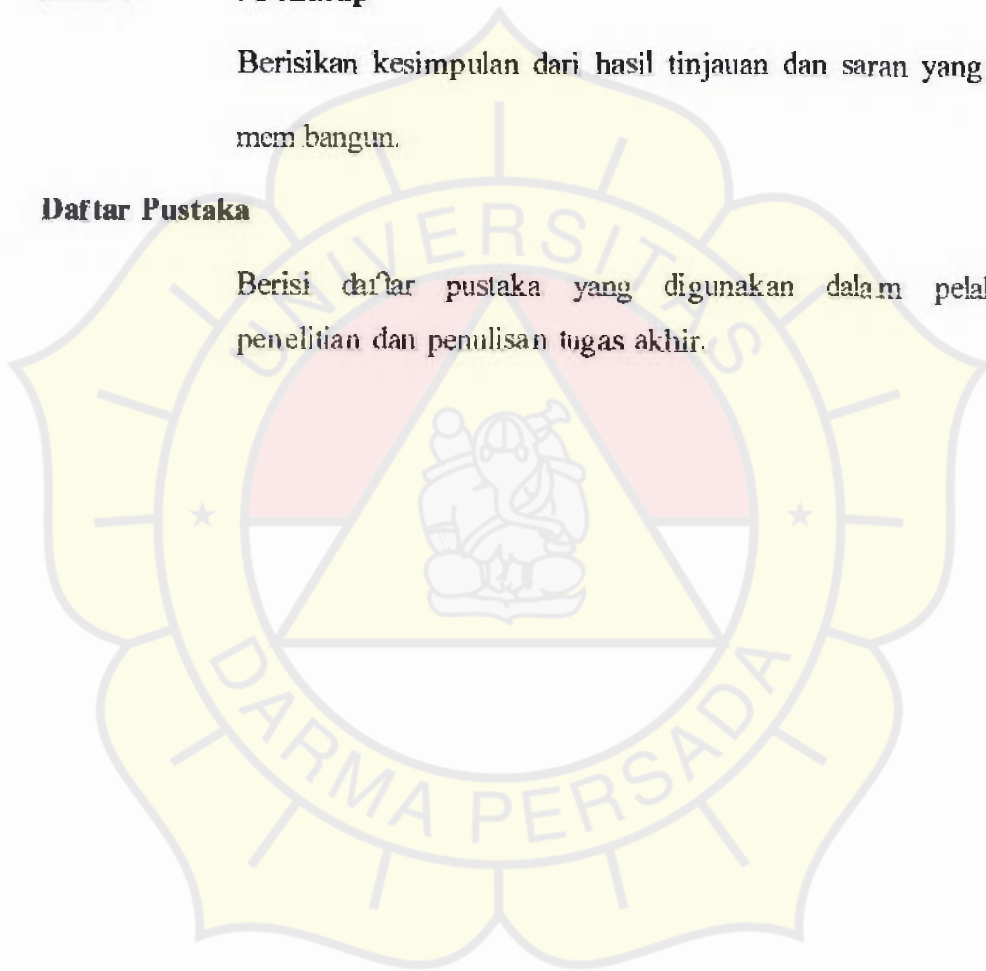 Berisikan kesimpulan dari hasil tinjauan dan saran yang
mem bangun.
Daftar Pustaka
Berisi daftar pustaka yang digunakan dalam
penelitian dan penulisan tugas akhir.
UNIVERSITAS
DARMA PERSADA